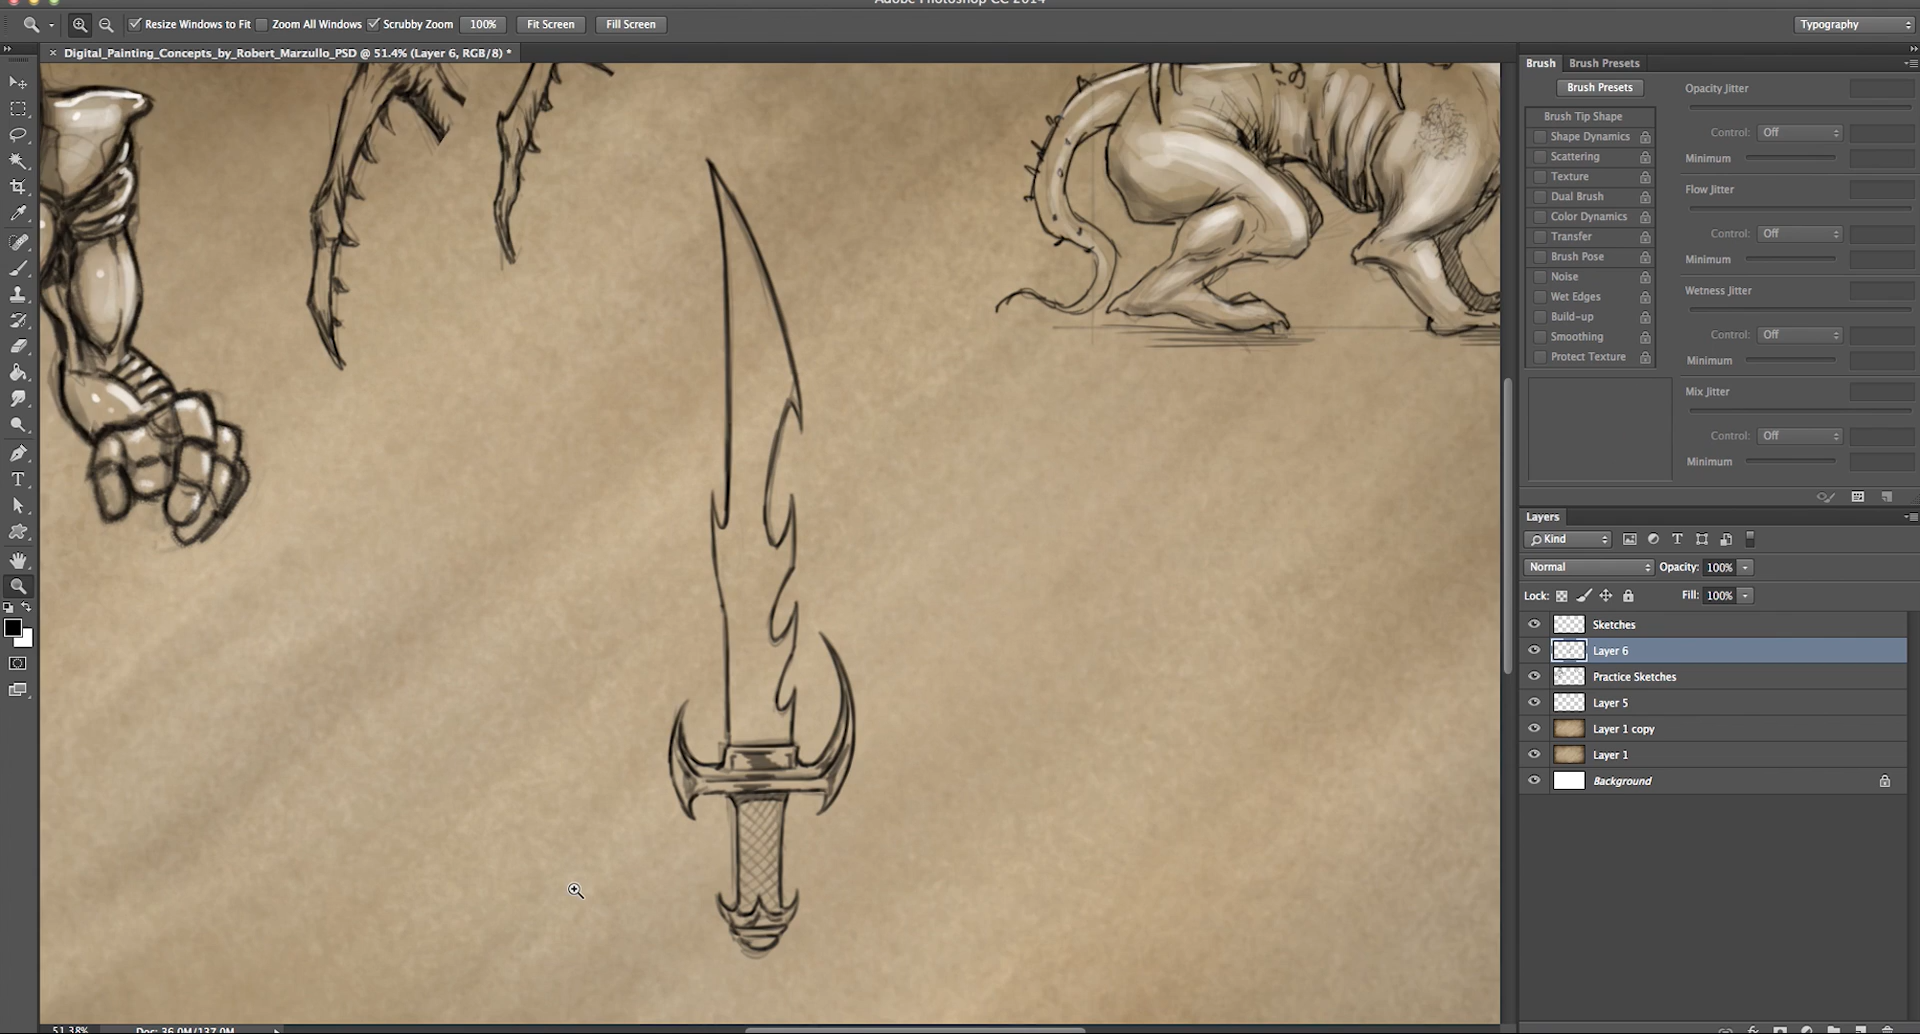 Adobe Photoshop CC 2014
Resize Windows to Fit Zoom All Windows Scrubby Zoom 100% Fit Screen Fill Screen Typography
× Digital_Painting_Concepts_by_Robert_Marzullo_PSD @ 51.4% (Layer 6, RGB/8) *
Brush Brush Presets
Brush Presets
Brush Tip Shape
Shape Dynamics
Scattering
Texture
Dual Brush
Color Dynamics
Transfer
Brush Pose
Noise
Wet Edges
Build-up
Smoothing
Protect Texture
Opacity Jitter
Control: Off
Minimum
Flow Jitter
Control: Off
Minimum
Wetness Jitter
Control: Off
Minimum
Mix Jitter
Control: Off
Minimum
Layers
Kind
Normal Opacity: 100%
Lock: Fill: 100%
Sketches
Layer 6
Practice Sketches
Layer 5
Layer 1 copy
Layer 1
Background
51.38% Doc: 36.0M/137.0M